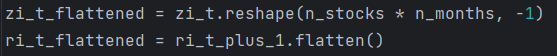 zi_t_flattened = zi_t.reshape(n_stocks * n_months, -1)
ri_t_flattened = ri_t_plus_1.flatten()